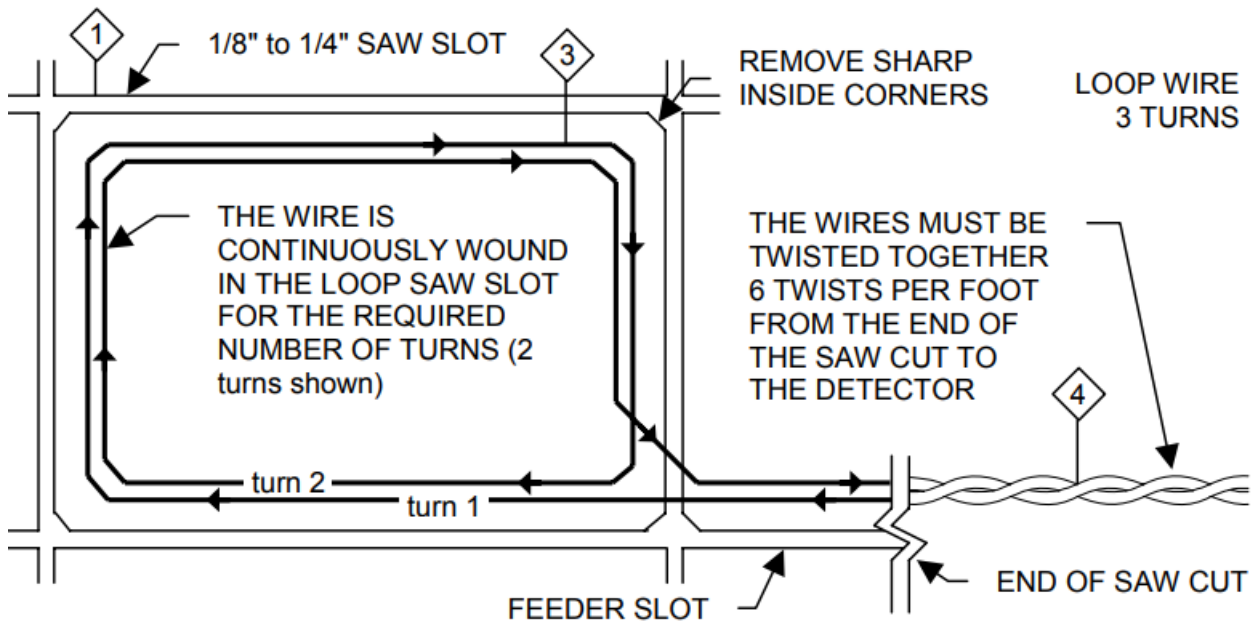 1
1/8" to 1/4" SAW SLOT
3
REMOVE SHARP
INSIDE CORNERS
LOOP WIRE
3 TURNS
THE WIRE IS
CONTINUOUSLY WOUND
IN THE LOOP SAW SLOT
FOR THE REQUIRED
NUMBER OF TURNS (2
turns shown)
THE WIRES MUST BE
TWISTED TOGETHER
6 TWISTS PER FOOT
FROM THE END OF
THE SAW CUT TO
THE DETECTOR
4
turn 2
turn 1
FEEDER SLOT
END OF SAW CUT